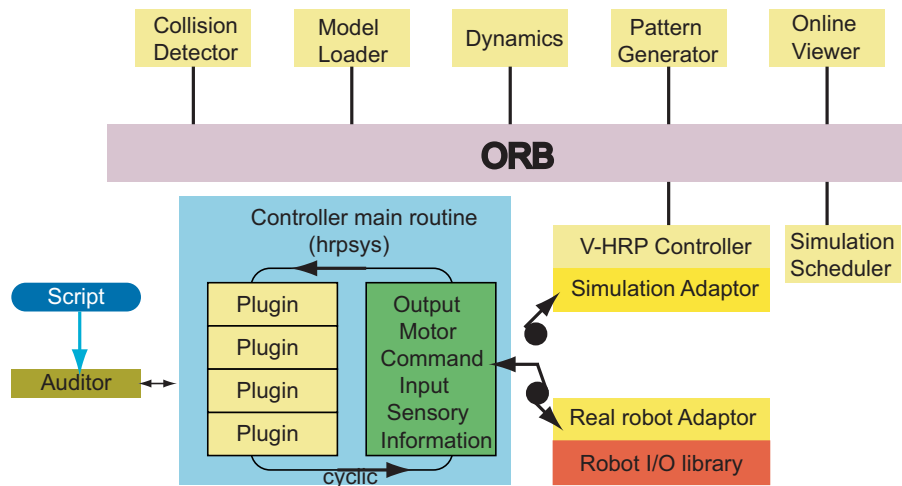 Collision
Detector
Model
Loader
Dynamics
Pattern
Generator
Online
Viewer
ORB
Controller main routine
(hrpsys)
V-HRP Controller
Simulation Adaptor
Simulation
Scheduler
Script
Auditor
Plugin
Plugin
Plugin
Plugin
Output
Motor
Command
Input
Sensory
Information
cyclic
Real robot Adaptor
Robot I/O library